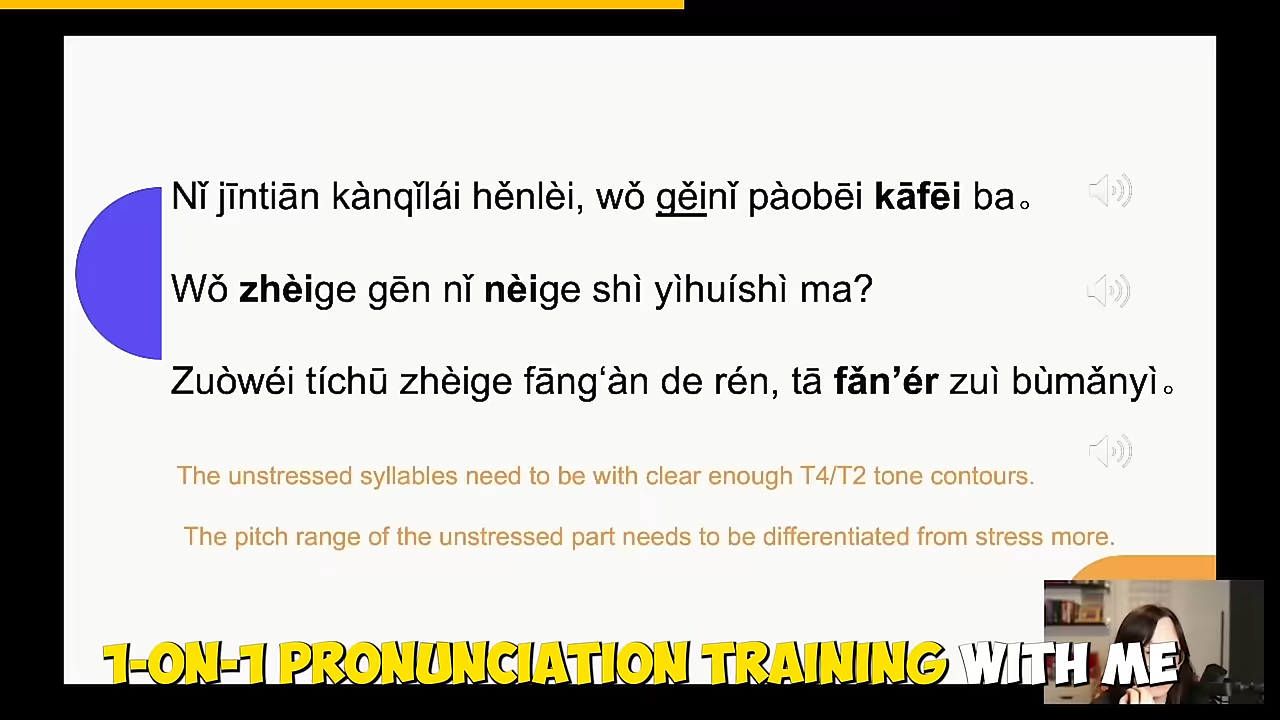 Nǐ jīntiān kànqǐlái hěnlèi, wǒ gěinǐ pàobēi kāfēi ba。
Wǒ zhèige gēn nǐ nèige shì yìhuíshì ma?
Zuòwéi tíchū zhèige fāng‘àn de rén, tā fǎn’ér zuì bùmǎnyì。
The unstressed syllables need to be with clear enough T4/T2 tone contours.
The pitch range of the unstressed part needs to be differentiated from stress more.
1-ON-1 PRONUNCIATION TRAINING WITH ME